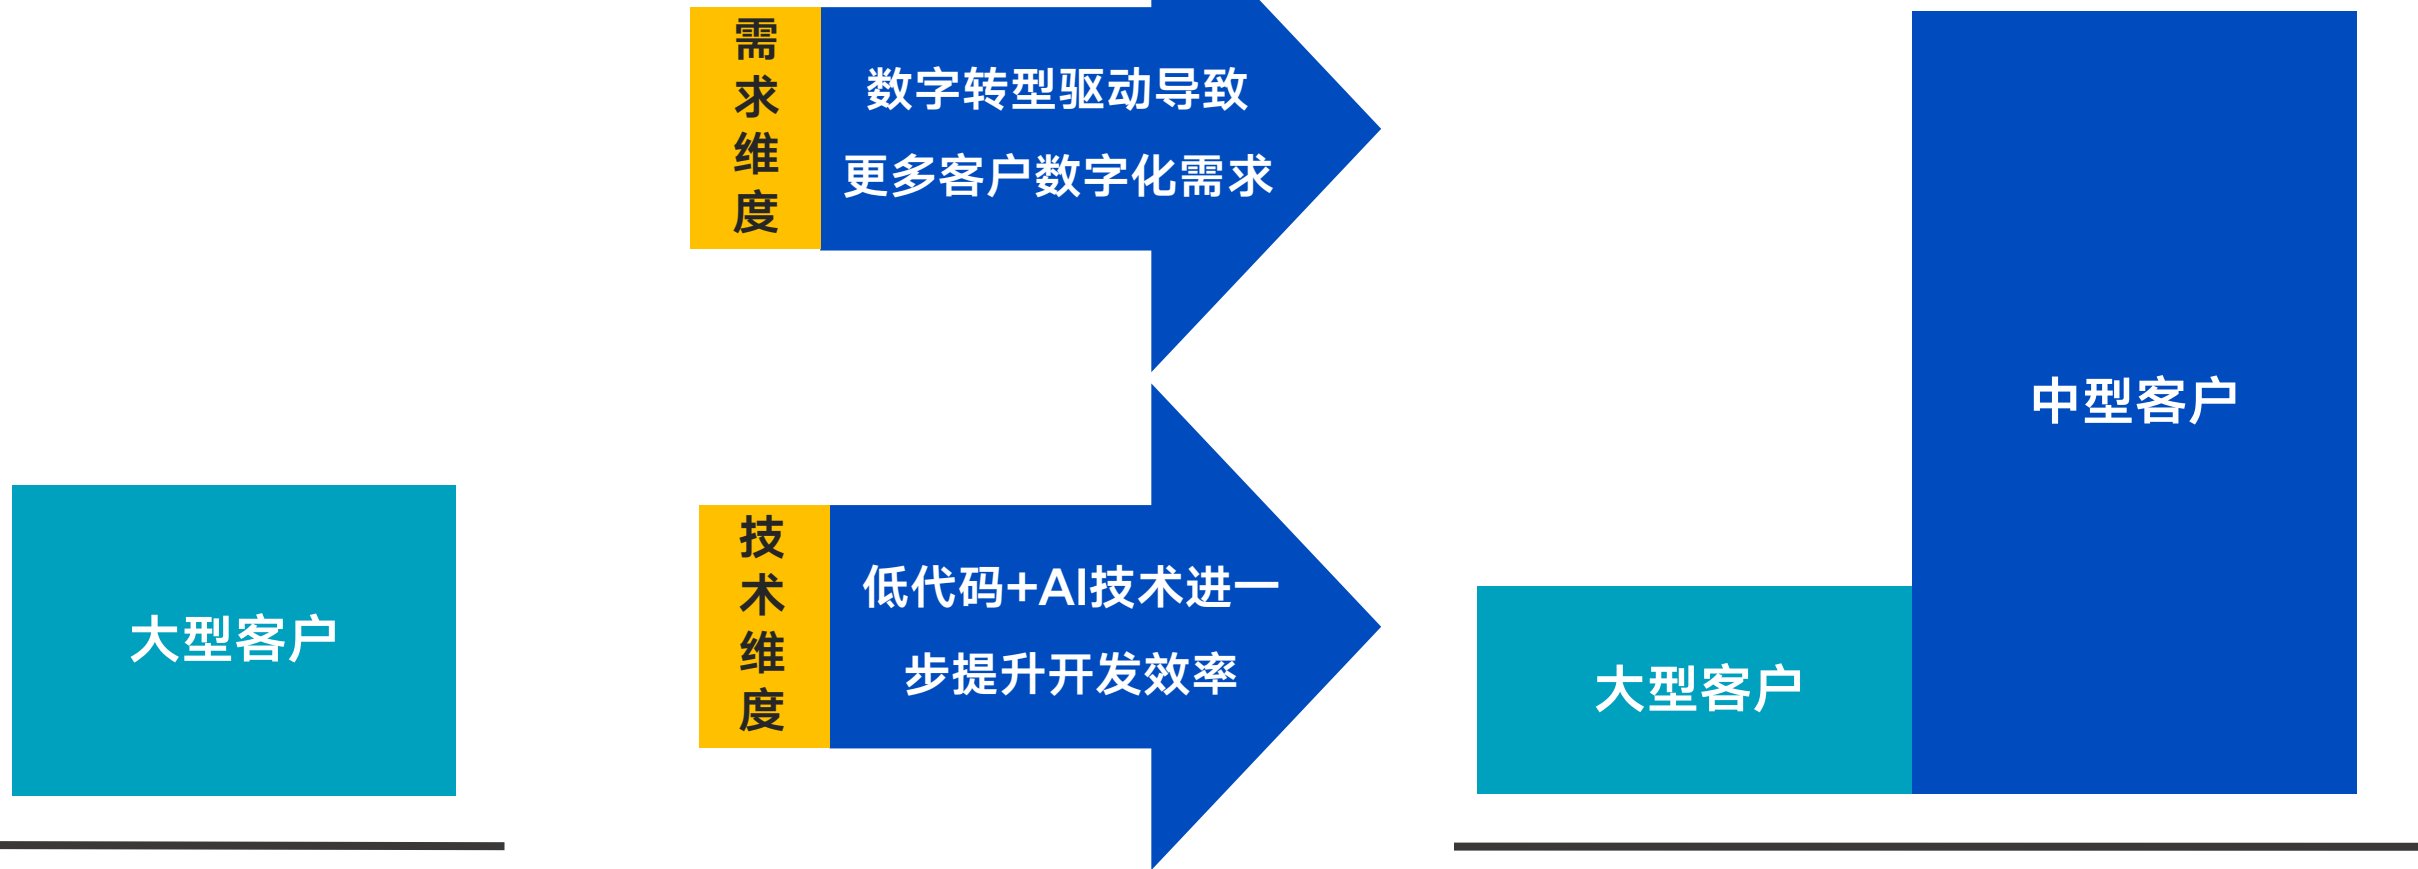 需求维度
数字转型驱动导致
更多客户数字化需求
大型客户
技术维度
低代码+AI技术进一
步提升开发效率
中型客户
大型客户